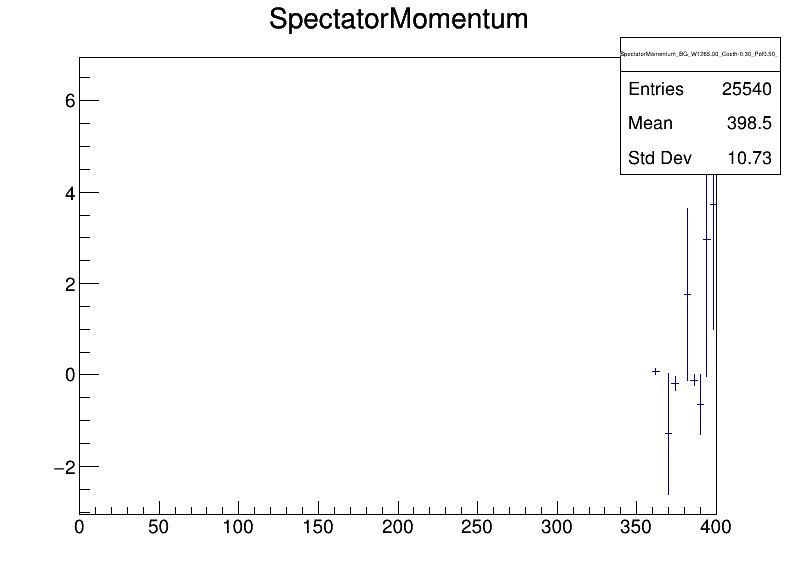 SpectatorMomentum
SpectatorMomentum_BG_W1265.00_Costh-0.30_Pol0.50_
Entries 25540
Mean 398.5
Std Dev 10.73
6
4
2
0
−2
0 50 100 150 200 250 300 350 400